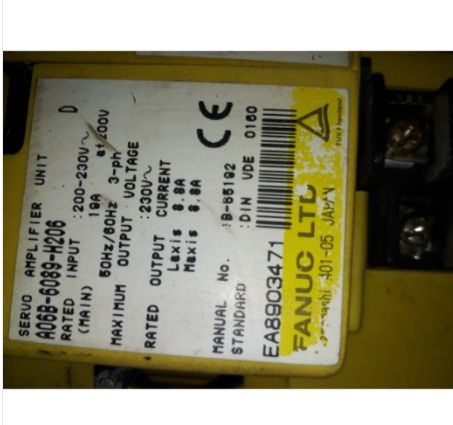 SERVO AMPLIFIER UNIT
A06B-6089-H206 D
RATED INPUT :200-230V~
(MAIN) 19A at200V
50Hz/60Hz 3-ph
MAXIMUM OUTPUT VOLTAGE
:230V~
RATED OUTPUT CURRENT
Laxis 8.8A
Maxis 8.8A
MANUAL No. :B-65192
STANDARD :DIN VDE 0160
CE
EA8903471
FANUC LTD
401-05 JAPAN